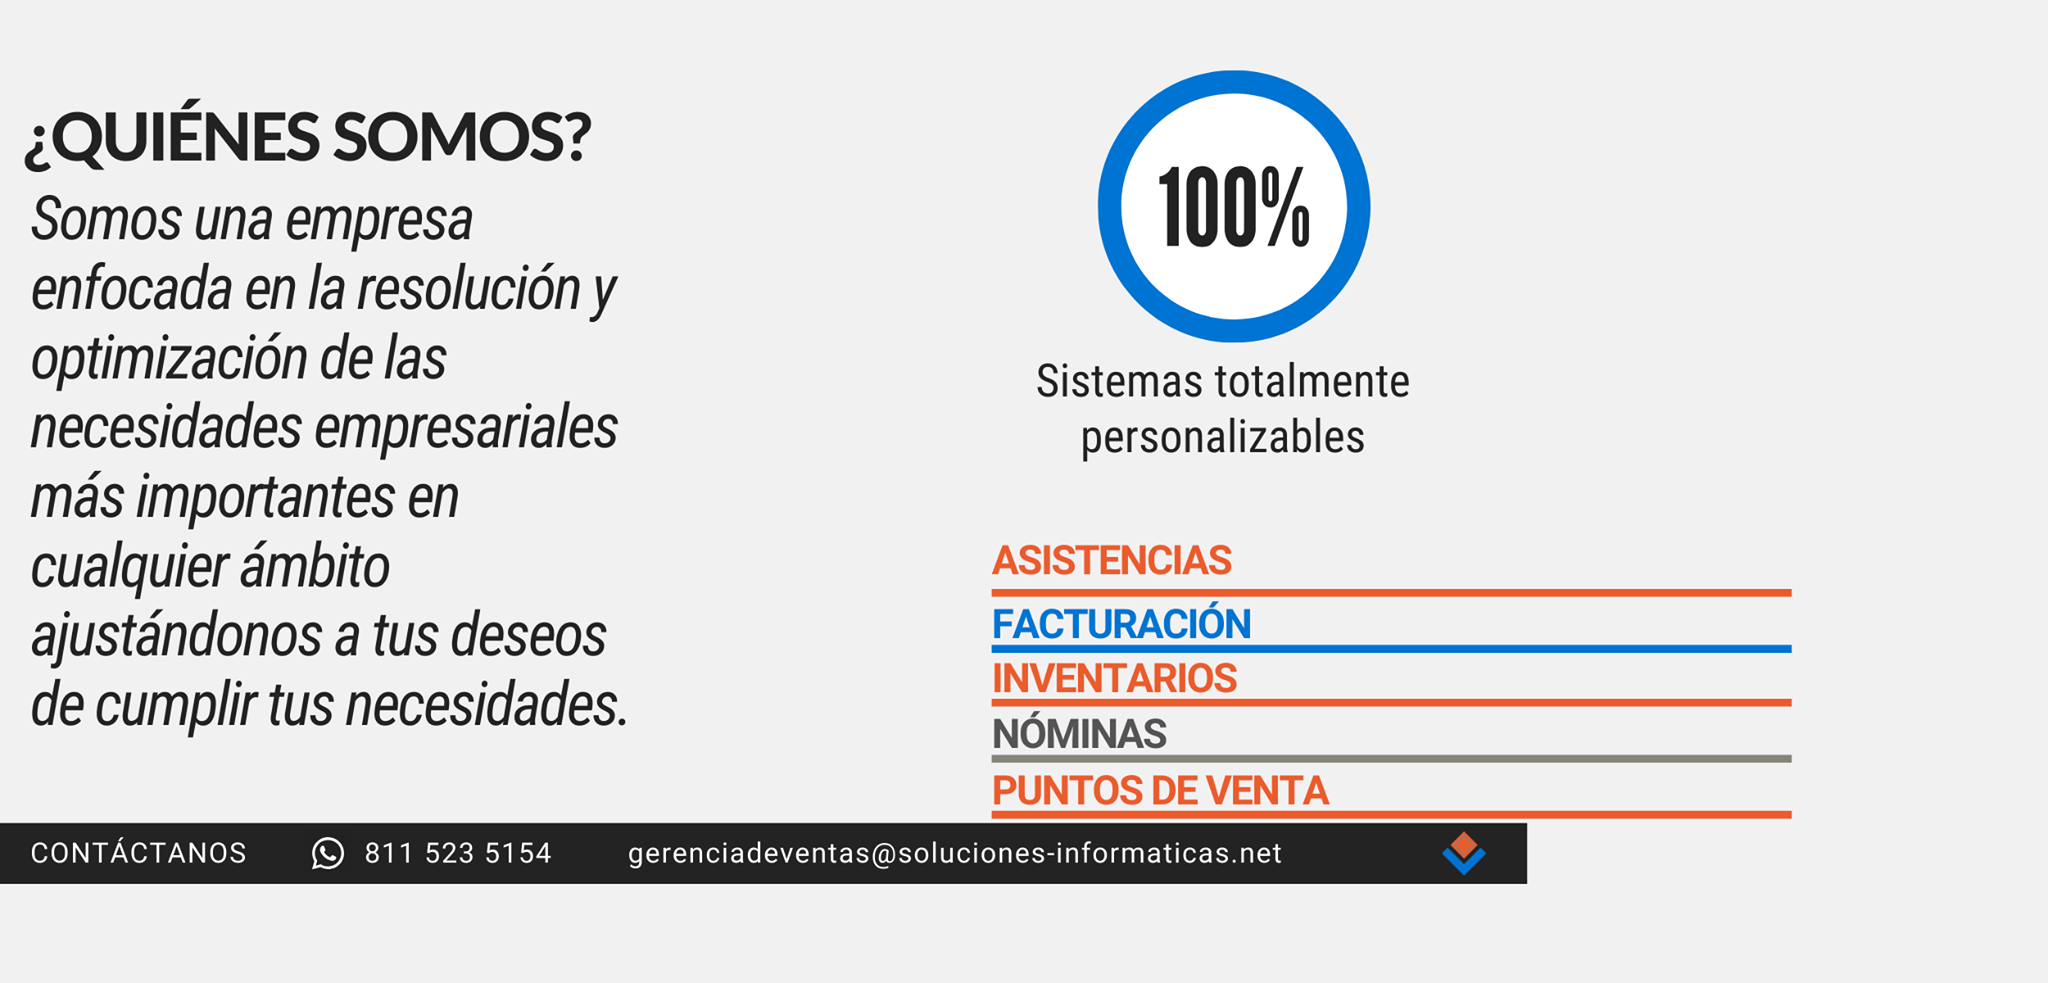 ¿QUIÉNES SOMOS?
Somos una empresa
enfocada en la resolución y
optimización de las
necesidades empresariales
más importantes en
cualquier ámbito
ajustándonos a tus deseos
de cumplir tus necesidades.
100%
Sistemas totalmente
personalizables
ASISTENCIAS
FACTURACIÓN
INVENTARIOS
NÓMINAS
PUNTOS DE VENTA
CONTÁCTANOS 811 523 5154 gerenciadeventas@soluciones-informaticas.net